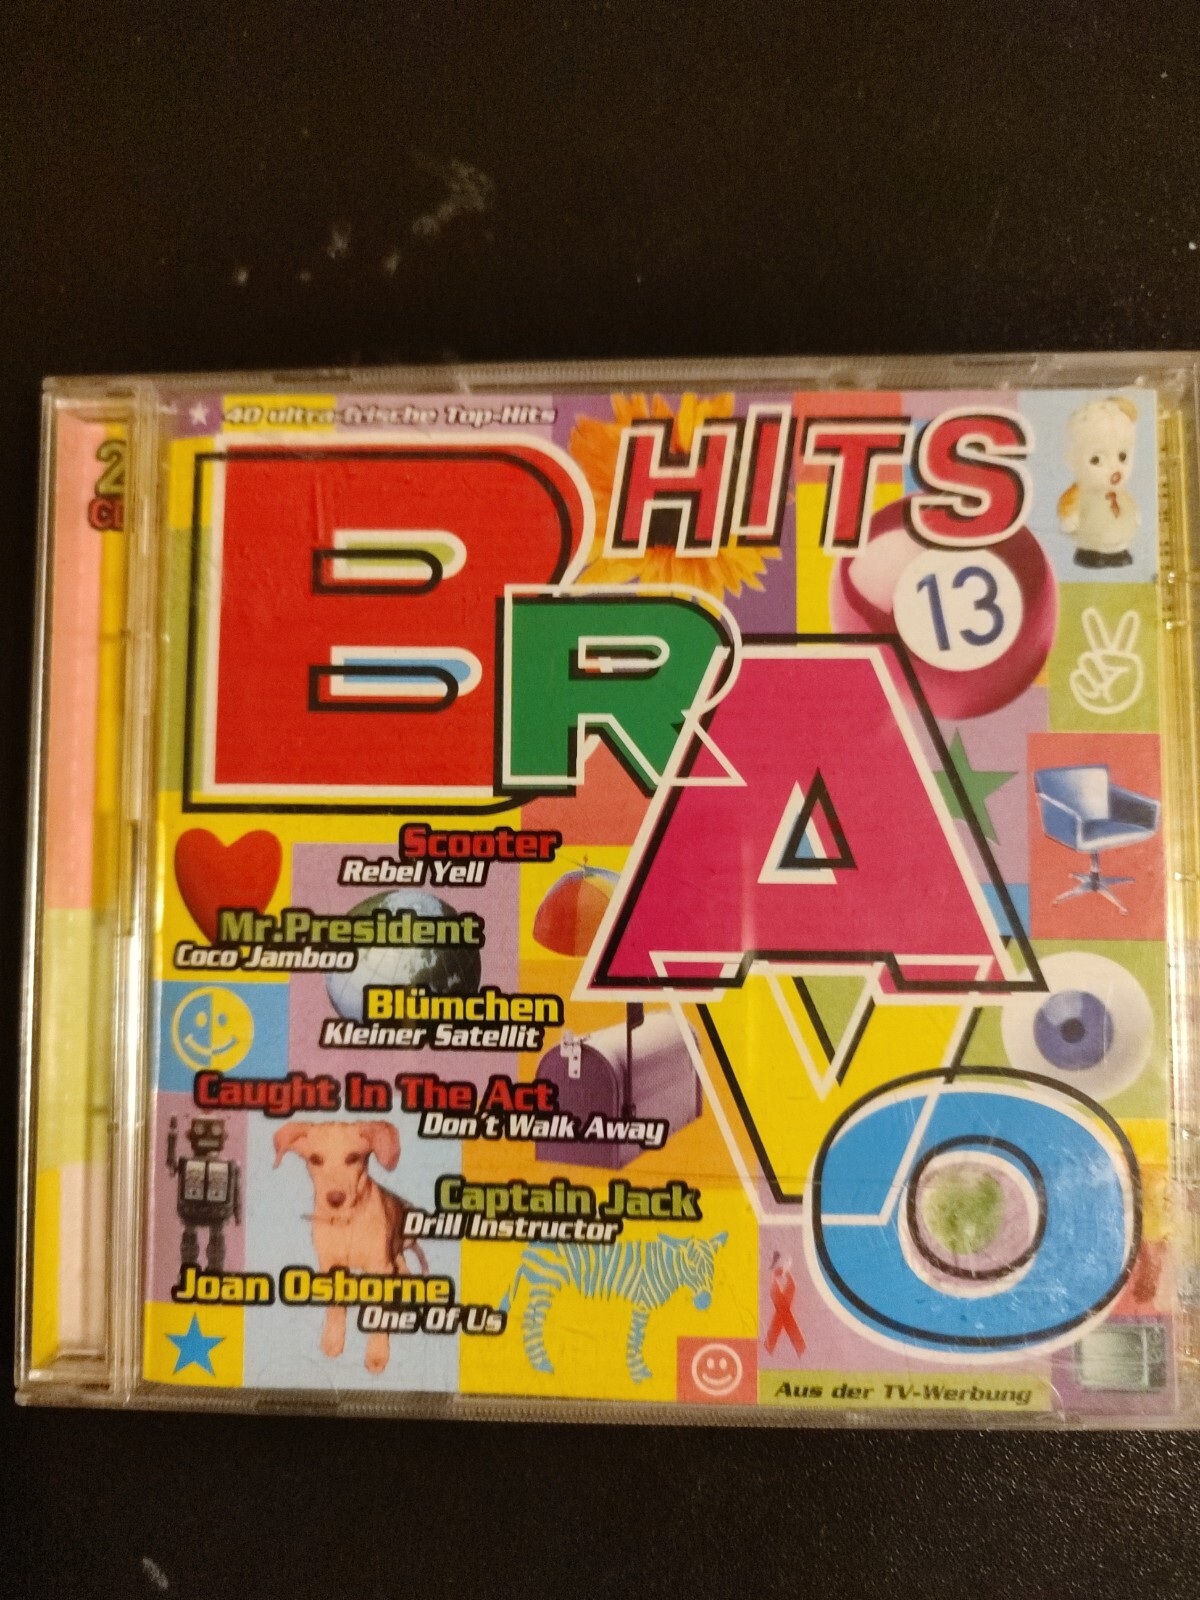 40 ultra-frische Top-Hits
2
HITS
13
BRAVO
Scooter
Rebel Yell
Mr.President
Coco Jamboo
Blümchen
Kleiner Satellit
Caught In The Act
Don´t Walk Away
Captain Jack
Drill Instructor
Joan Osborne
One Of Us
Aus der TV-Werbung